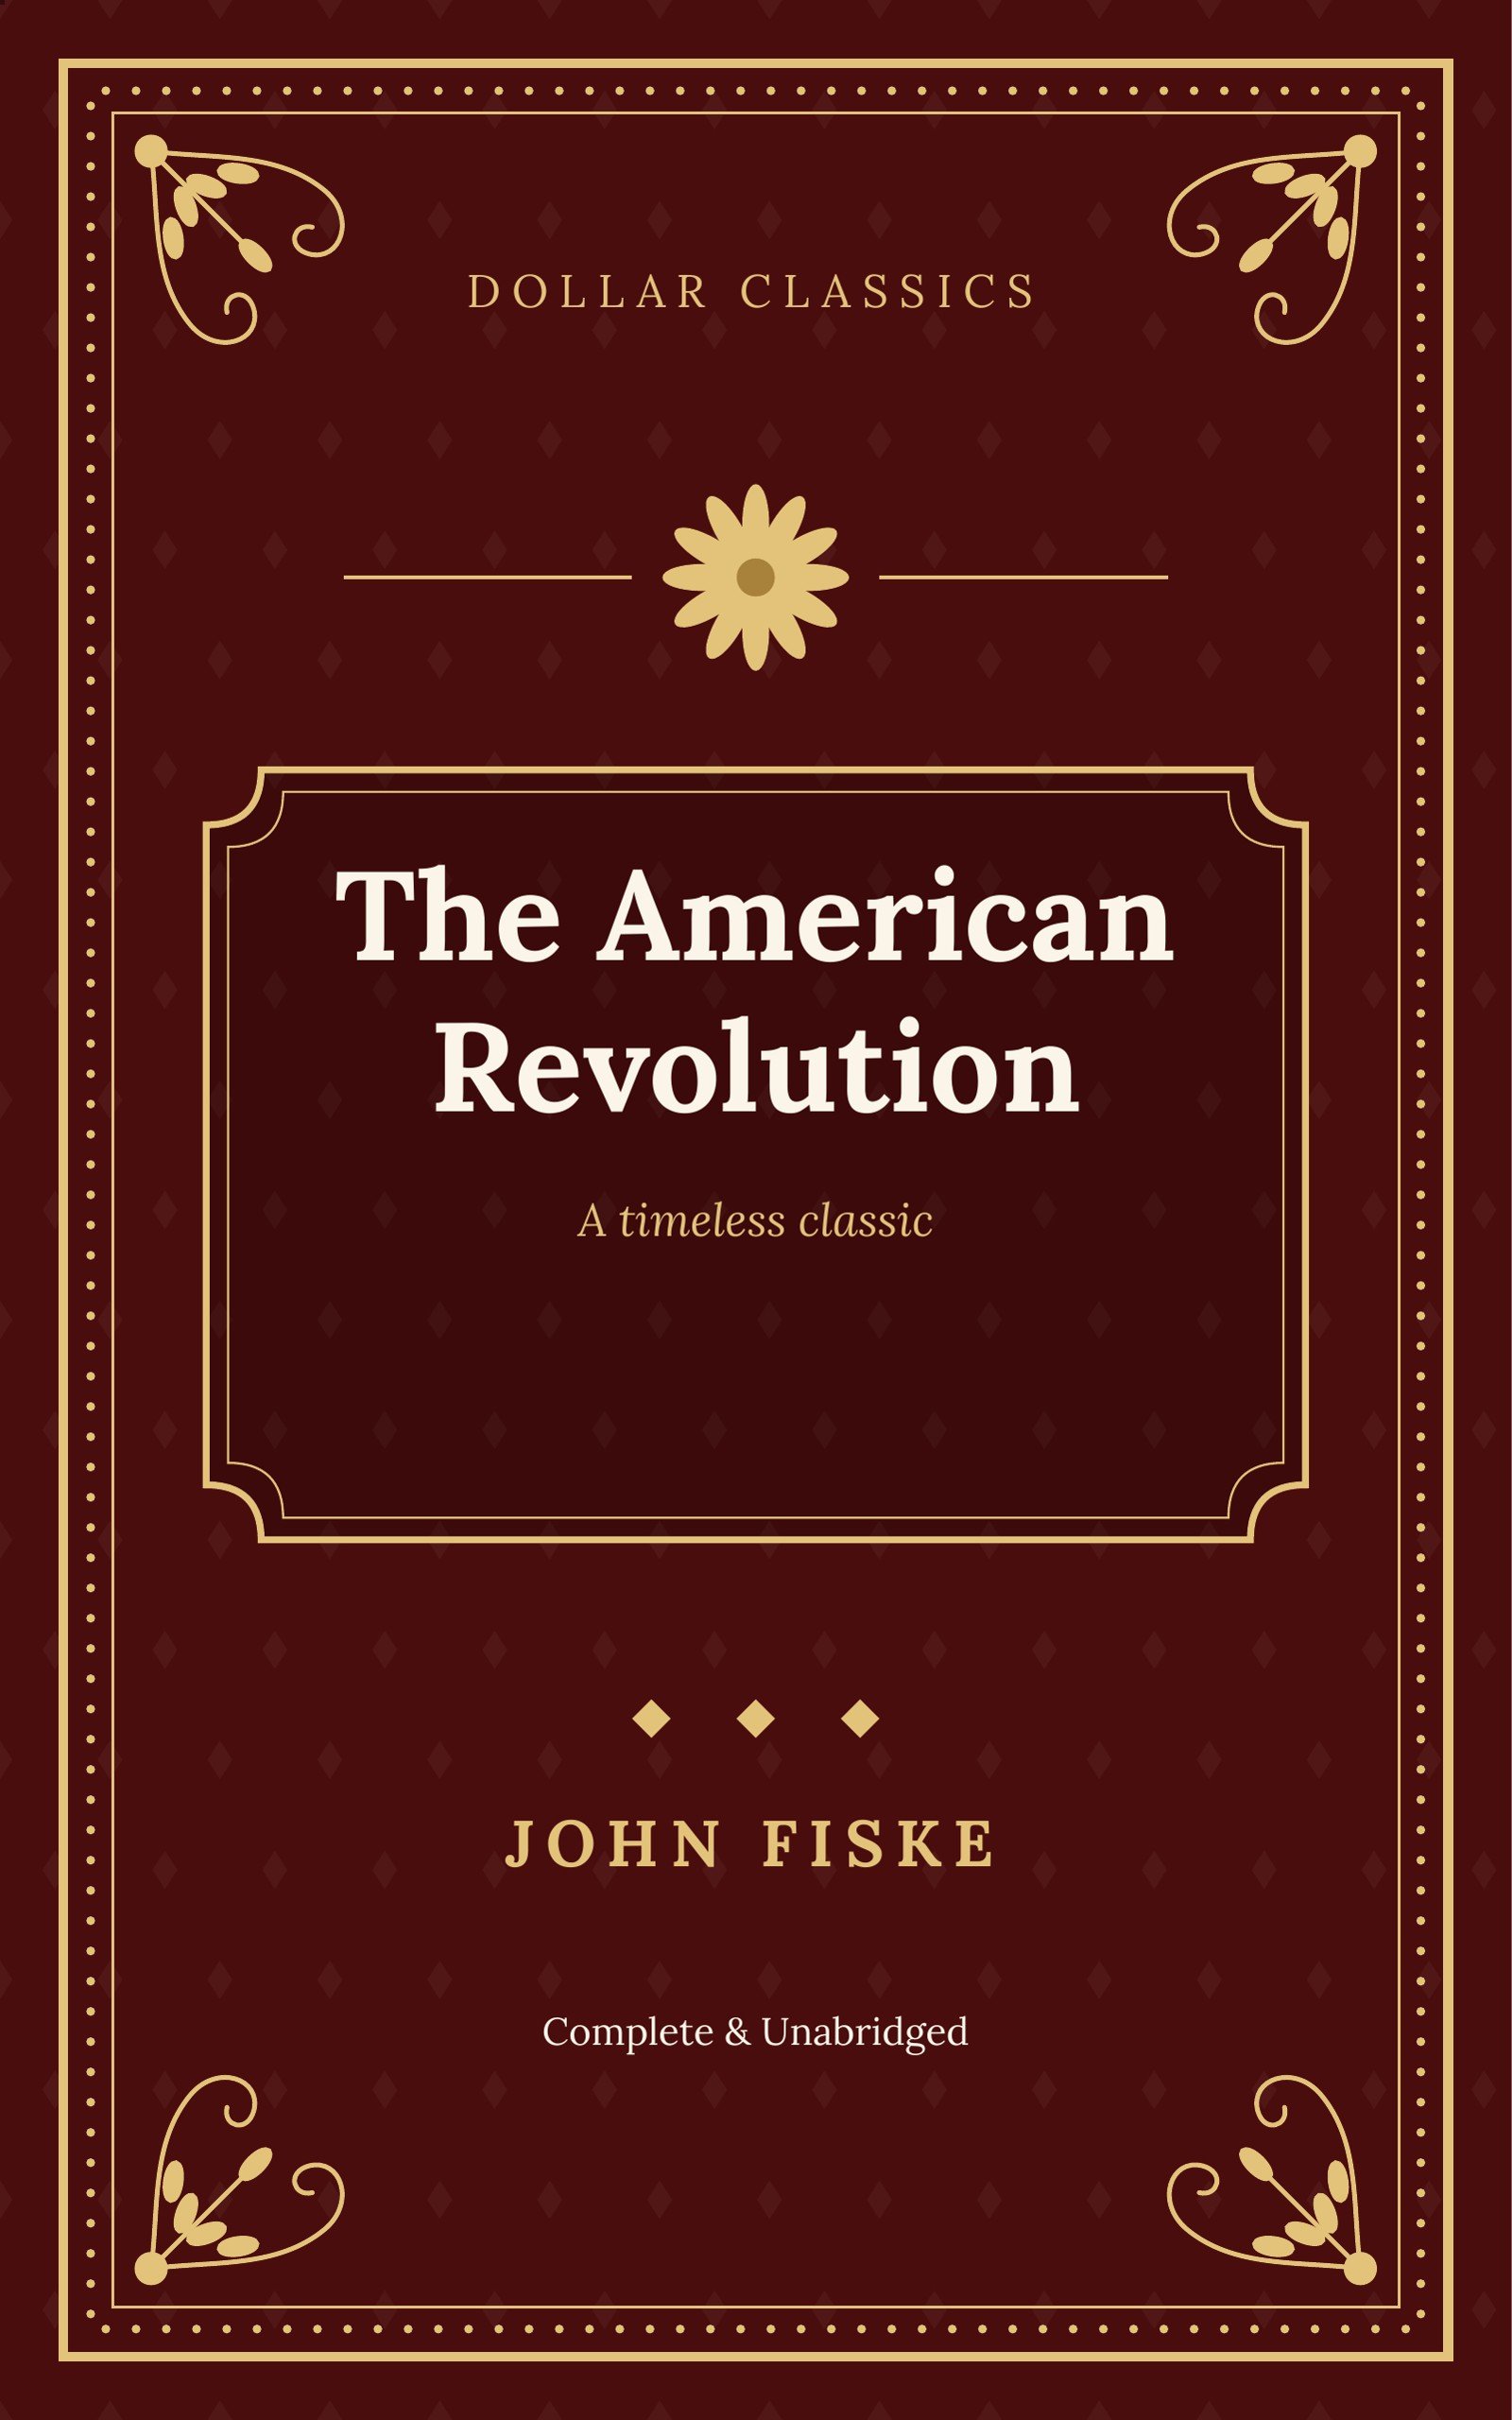 DOLLAR CLASSICS
The American
Revolution
A timeless classic
JOHN FISKE
Complete & Unabridged